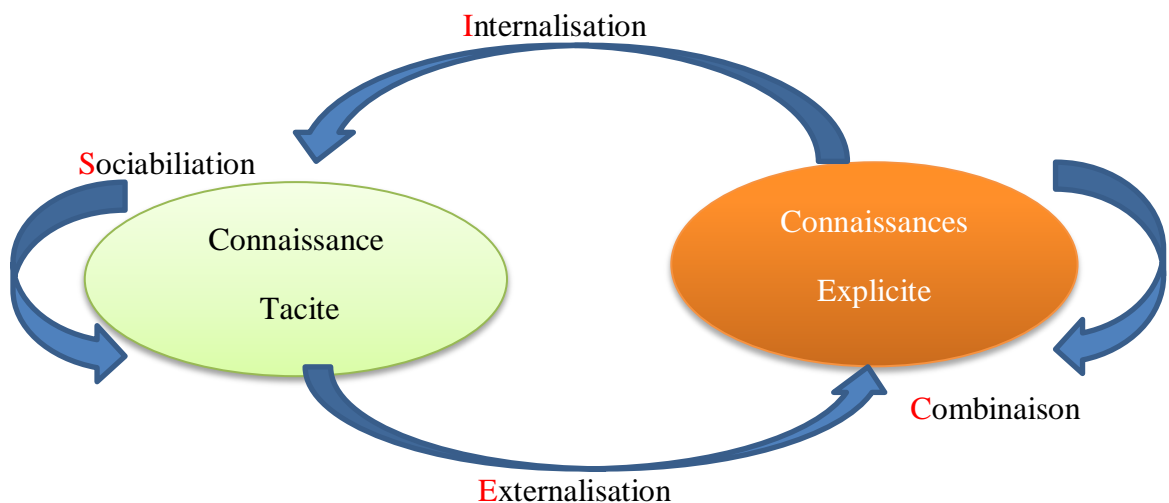 Internalisation
Sociabiliation
Connaissance
Tacite
Connaissances
Explicite
Combinaison
Externalisation